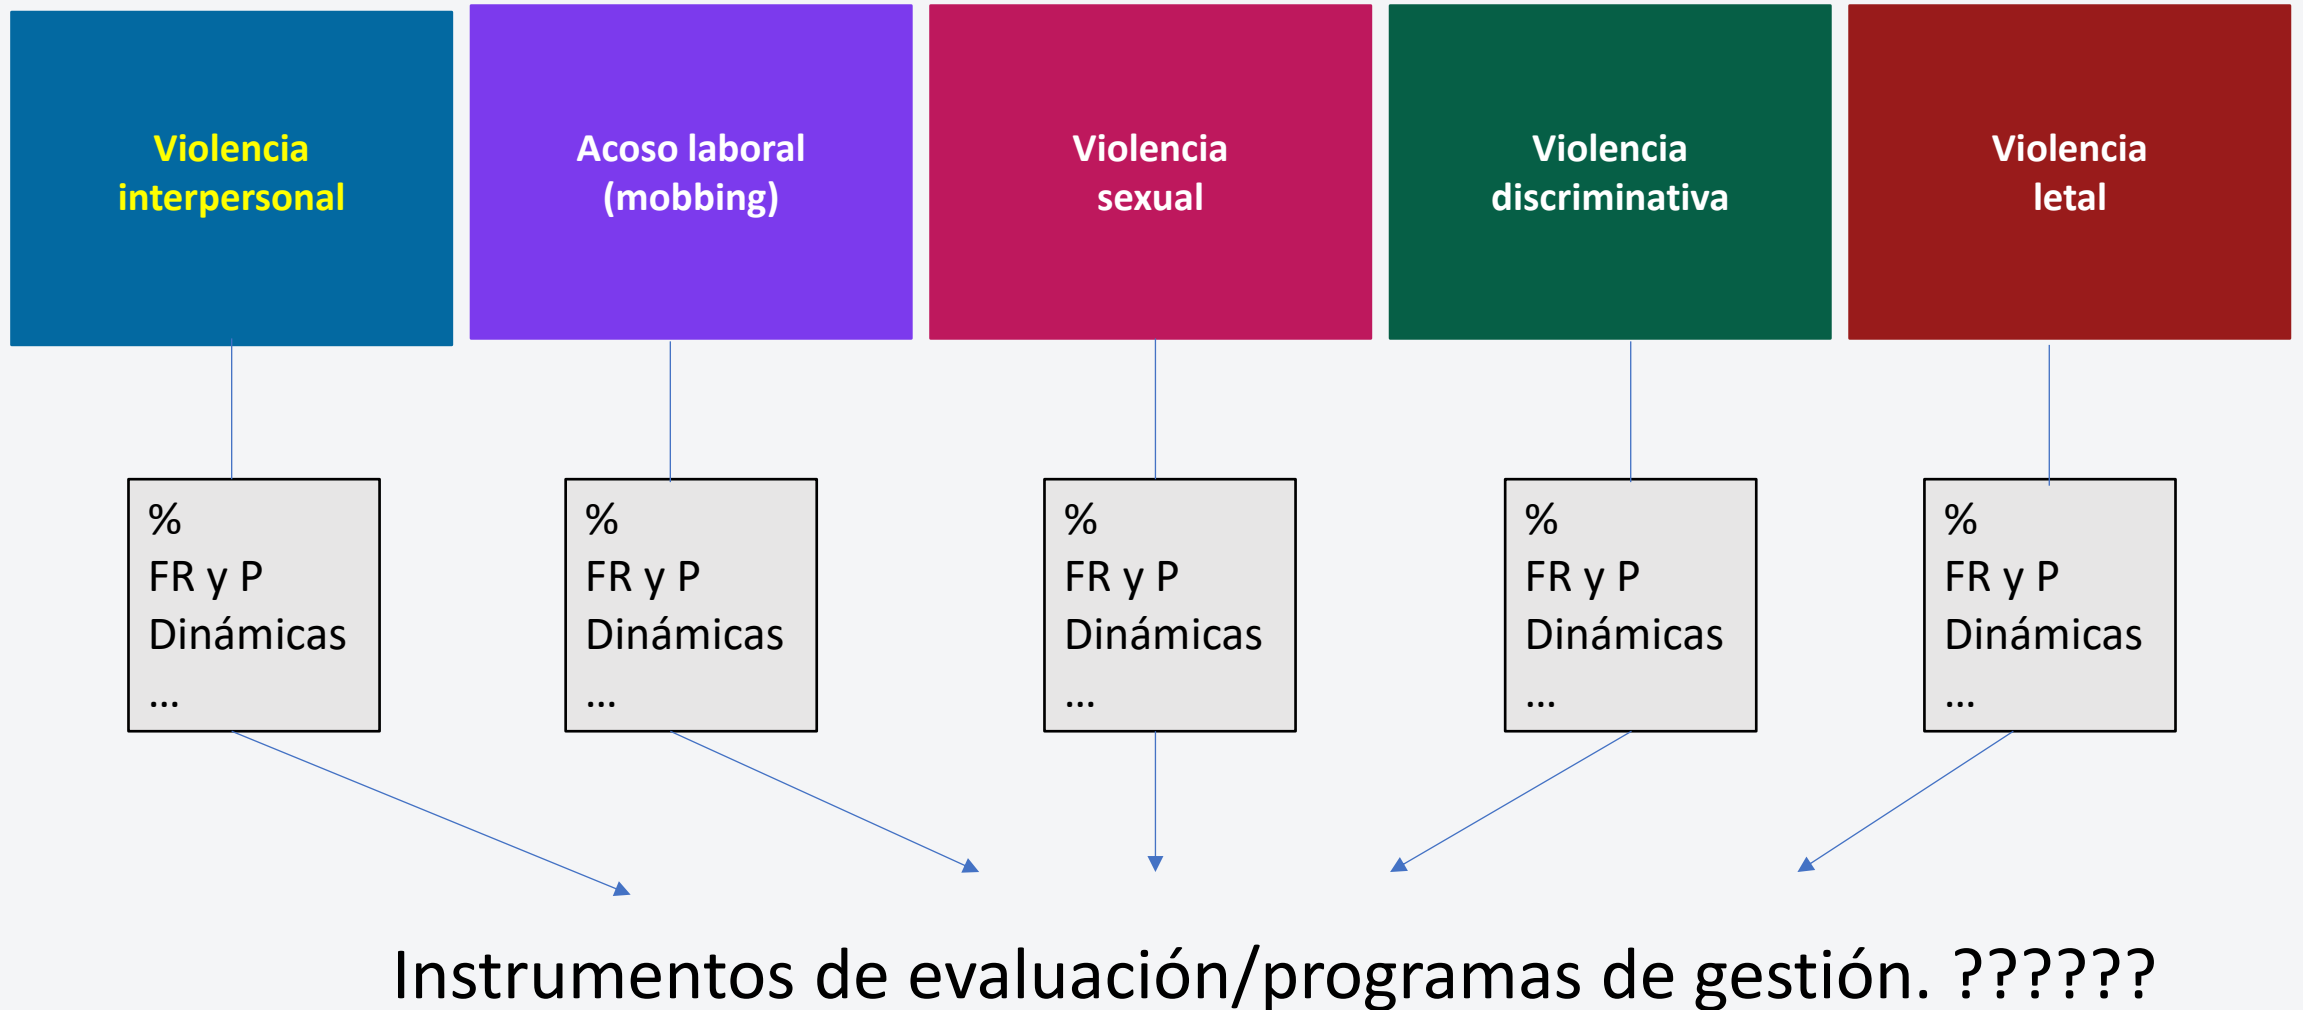 Violencia
interpersonal
Acoso laboral
(mobbing)
Violencia
sexual
Violencia
discriminativa
Violencia
letal
%
FR y P
Dinámicas
...
%
FR y P
Dinámicas
...
%
FR y P
Dinámicas
...
%
FR y P
Dinámicas
...
%
FR y P
Dinámicas
...
Instrumentos de evaluación/programas de gestión. ??????